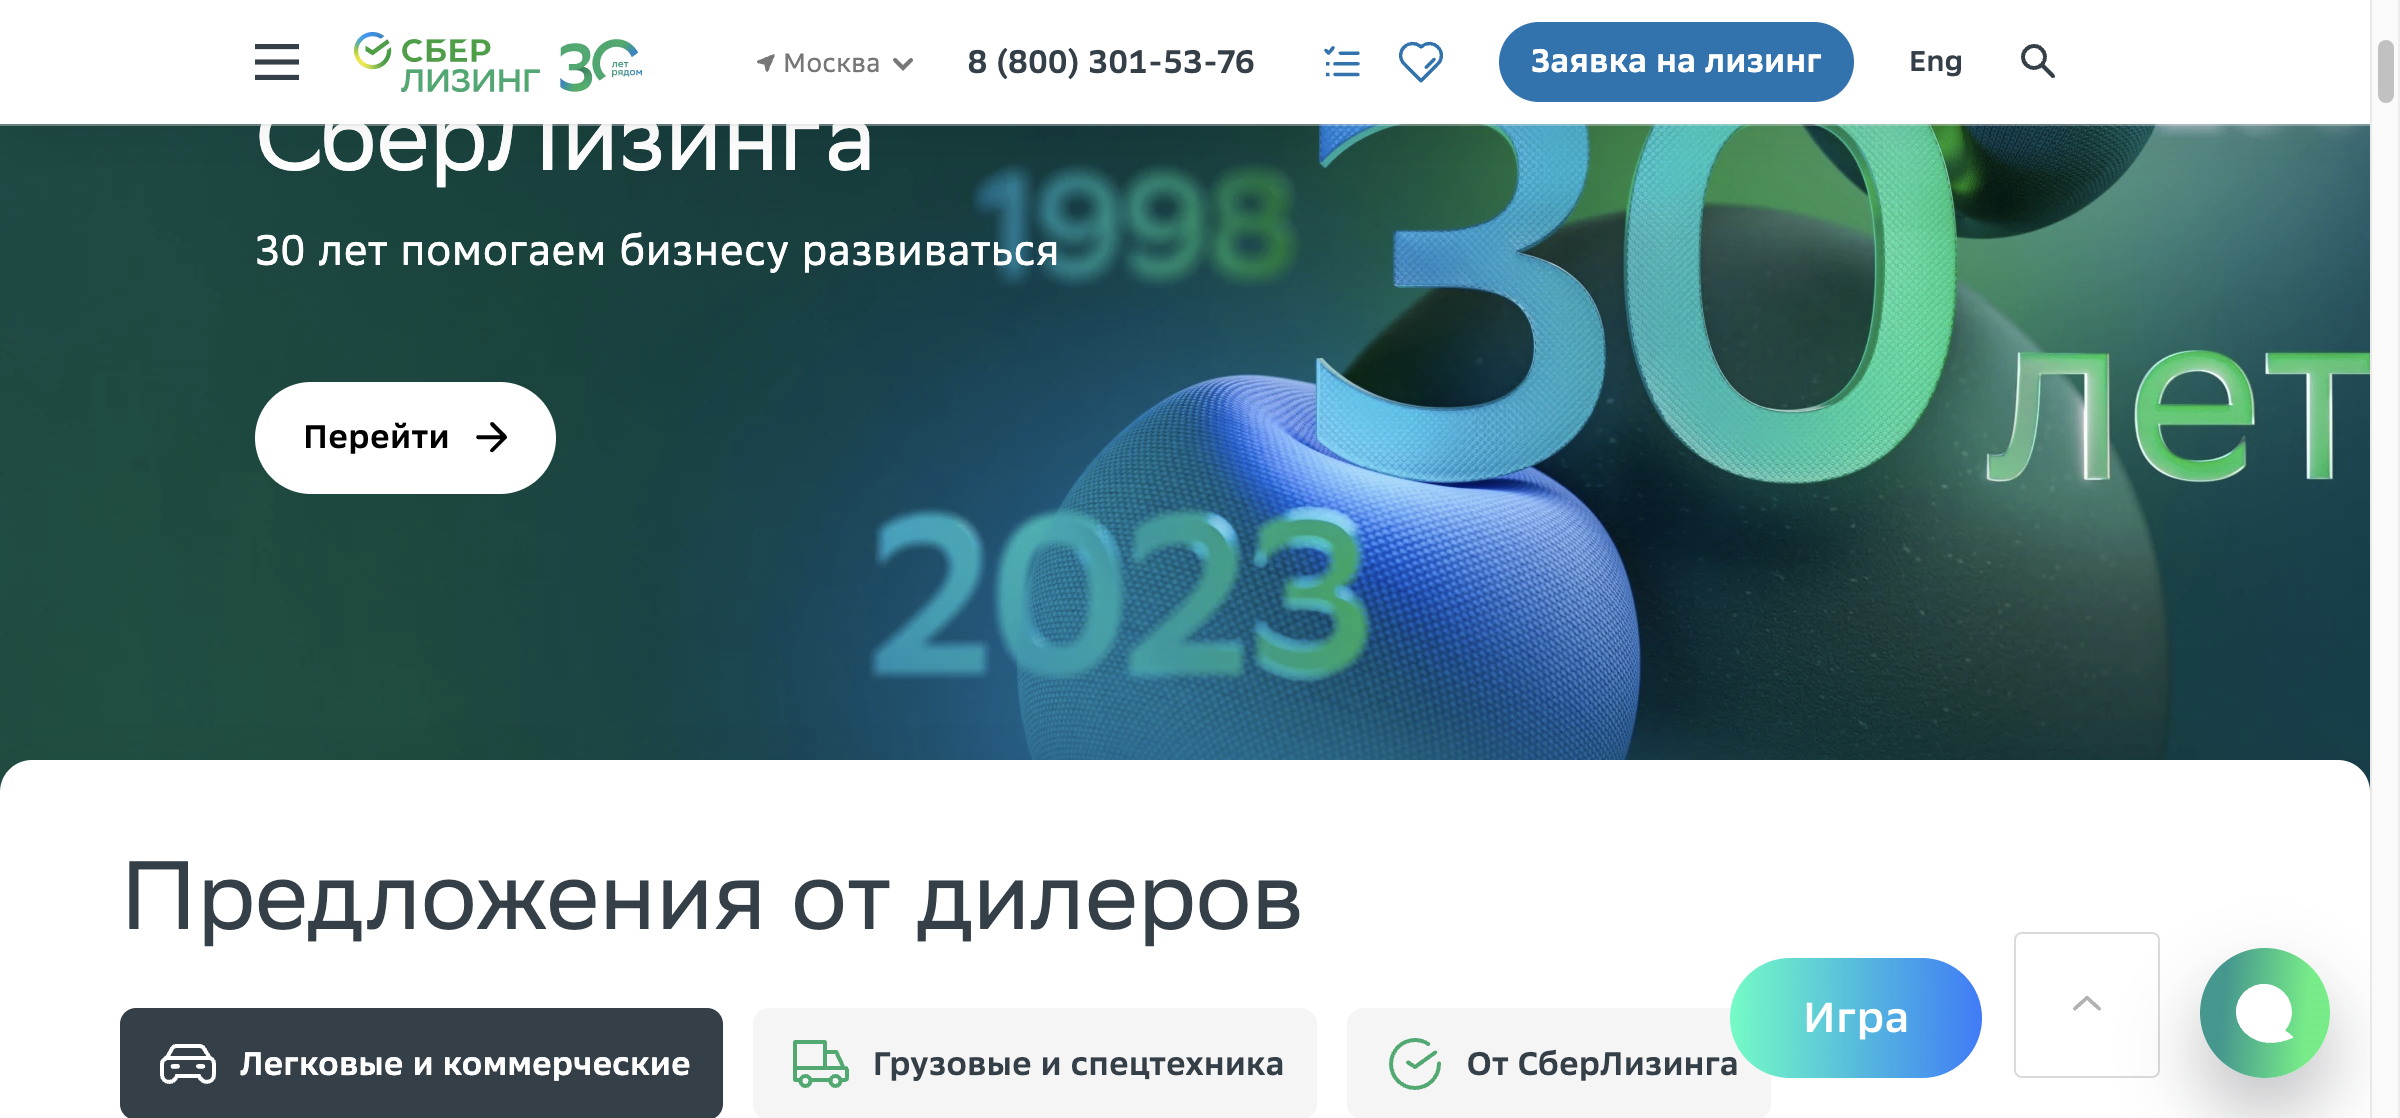 СБЕР
ЛИЗИНГ
30 лет рядом
Москва
8 (800) 301-53-76
Заявка на лизинг
Eng
СберЛизинга
30 лет помогаем бизнесу развиваться
1998
30 лет
Перейти
2023
Предложения от дилеров
Легковые и коммерческие
Грузовые и спецтехника
От СберЛизинга
Игра